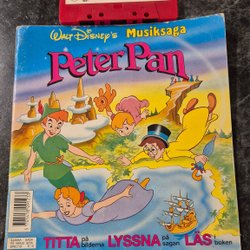 WALT DISNEY'S Musiksaga
Peter Pan
TITTA på bilderna LYSSNA på sagan LÄS i boken